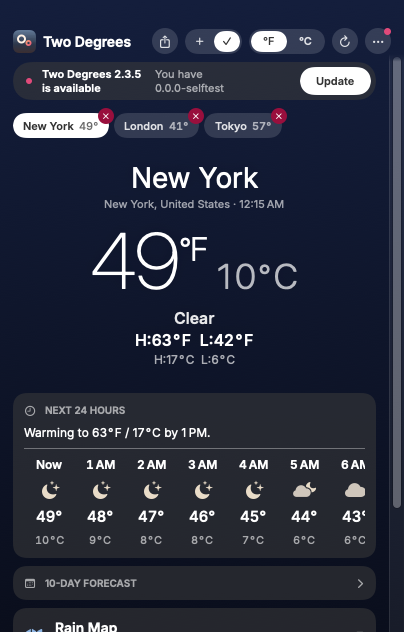 Two Degrees
°F
°C
Two Degrees 2.3.5
is available
You have
0.0.0-selftest
Update
New York 49°
London 41°
Tokyo 57°
New York
New York, United States · 12:15 AM
49°F 10°C
Clear
H:63°F L:42°F
H:17°C L:6°C
NEXT 24 HOURS
Warming to 63°F / 17°C by 1 PM.
Now 1 AM 2 AM 3 AM 4 AM 5 AM 6 AM
49° 48° 47° 46° 45° 44° 43°
10°C 9°C 8°C 8°C 7°C 6°C 6°C
10-DAY FORECAST
Rain Map